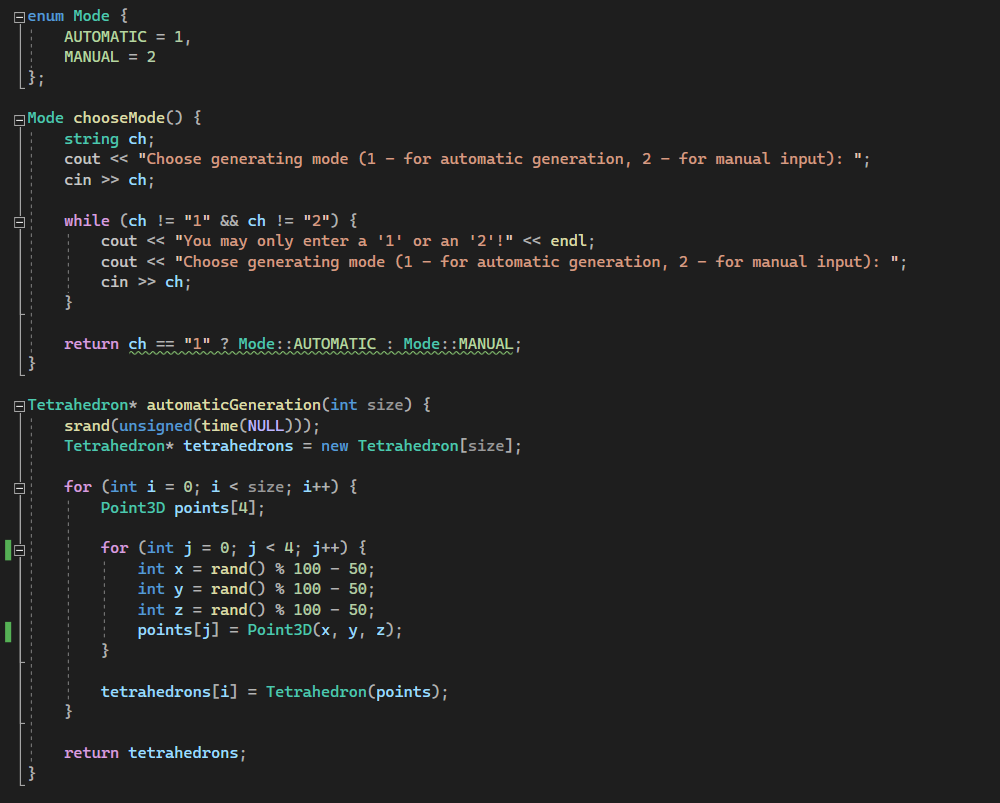 enum Mode {
    AUTOMATIC = 1,
    MANUAL = 2
};

Mode chooseMode() {
    string ch;
    cout << "Choose generating mode (1 - for automatic generation, 2 - for manual input): ";
    cin >> ch;

    while (ch != "1" && ch != "2") {
        cout << "You may only enter a '1' or an '2'!" << endl;
        cout << "Choose generating mode (1 - for automatic generation, 2 - for manual input): ";
        cin >> ch;
    }

    return ch == "1" ? Mode::AUTOMATIC : Mode::MANUAL;
}

Tetrahedron* automaticGeneration(int size) {
    srand(unsigned(time(NULL)));
    Tetrahedron* tetrahedrons = new Tetrahedron[size];

    for (int i = 0; i < size; i++) {
        Point3D points[4];

        for (int j = 0; j < 4; j++) {
            int x = rand() % 100 - 50;
            int y = rand() % 100 - 50;
            int z = rand() % 100 - 50;
            points[j] = Point3D(x, y, z);
        }

        tetrahedrons[i] = Tetrahedron(points);
    }

    return tetrahedrons;
}